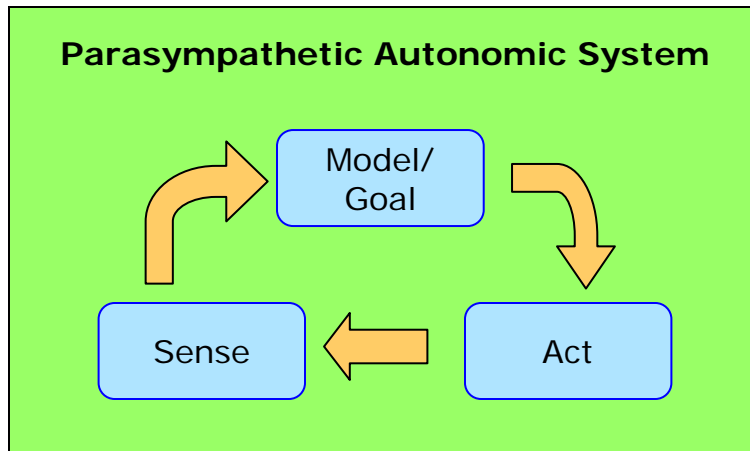 Parasympathetic Autonomic System
Model/
Goal
Sense
Act